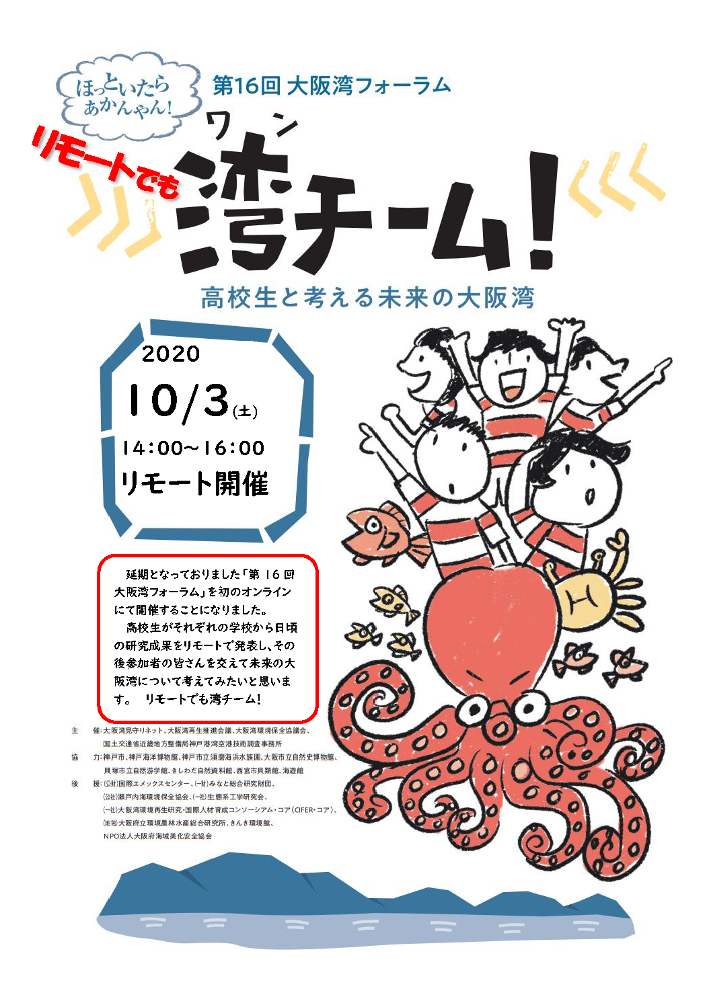 ほっといたら
あかんやん!
第16回 大阪湾フォーラム
リモートでも
ワン
湾チーム!
高校生と考える未来の大阪湾
2020
10/3(土)
14:00～16:00
リモート開催
延期となっておりました「第 16 回
大阪湾フォーラム」を初のオンライン
にて開催することになりました。
高校生がそれぞれの学校から日頃
の研究成果をリモートで発表し、その
後参加者の皆さんを交えて未来の大
阪湾について考えてみたいと思いま
す。 リモートでも湾チーム!
主 催:大阪湾見守りネット、大阪湾再生推進会議、大阪湾環境保全協議会、
国土交通省近畿地方整備局神戸港湾空港技術調査事務所
協 力:神戸市、神戸海洋博物館、神戸市立須磨海浜水族園、大阪市立自然史博物館、
貝塚市立自然遊学館、きしわだ自然資料館、西宮市貝類館、海遊館
後 援:(公財)国際エメックスセンター、(一財)みなと総合研究財団、
(公社)瀬戸内海環境保全協会、(一社)生態系工学研究会、
(一社)大阪湾環境再生研究・国際人材育成コンソーシアム・コア(CIFER・コア)、
(地独)大阪府立環境農林水産総合研究所、きんき環境館、
NPO法人大阪府海域美化安全協会